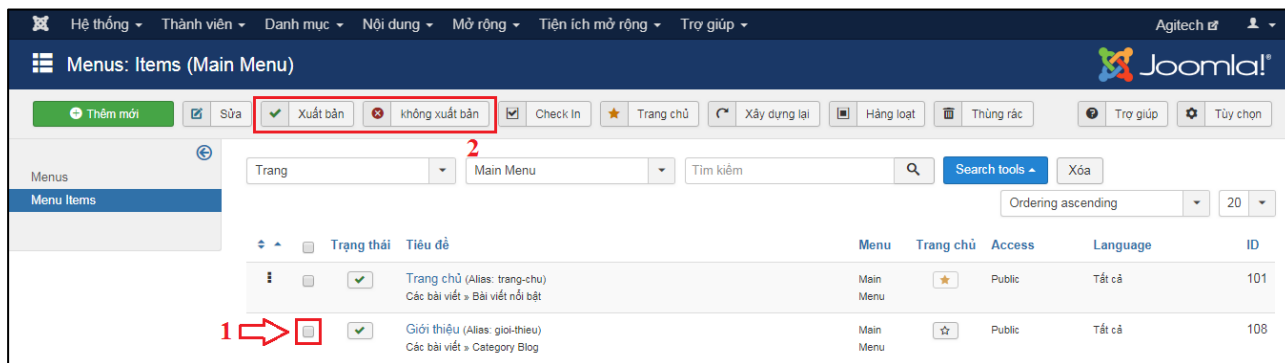 Hệ thống Thành viên Danh mục Nội dung Mở rộng Tiện ích mở rộng Trợ giúp Agitech
Menus: Items (Main Menu) Joomla!®
Thêm mới Sửa Xuất bản không xuất bản Check In Trang chủ Xây dựng lại Hàng loạt Thùng rác Trợ giúp Tùy chọn
2
Menus
Menu Items
Trang Main Menu Tìm kiếm Search tools Xóa
Ordering ascending 20
Trạng thái Tiêu đề Menu Trang chủ Access Language ID
Trang chủ (Alias: trang-chu) Main Menu Public Tất cả 101
Các bài viết » Bài viết nổi bật
1 Giới thiệu (Alias: gioi-thieu) Main Menu Public Tất cả 108
Các bài viết » Category Blog